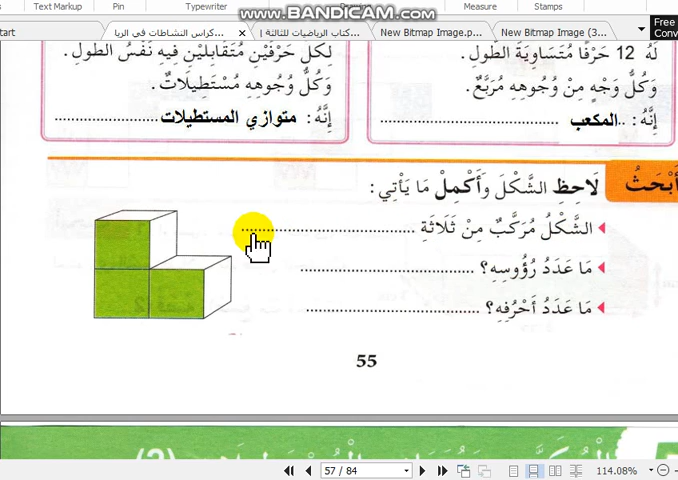 WWW.BANDICAM.COM
Text Markup Pin Typewriter Measure Stamps
tart ...كراس النشاطات في الريا ...كتاب الرياضيات للثالثة New Bitmap Image.p... New Bitmap Image (3... Free Conv
لَهُ 12 حَرْفًا مُتَسَاوِيَةَ الطّولِ. لِكُلِّ حَرْفَيْنِ مُتَقَابِلَيْنِ فِيهِ نَفْسُ الطُولِ.
وَكُلُّ وَجْهٍ مِنْ وُجُوهِهِ مُرَبَّعٌ. وَكُلُّ وُجُوهِهِ مُسْتَطِيلَاتٌ.
إِنَّهُ: ..المكعب .......... إِنَّهُ: متوازي المستطيلات..........
أَبْحَثُ لَاحِظِ الشَّكْلَ وَأَكْمِلْ مَا يَأْتِي:
الشَّكْلُ مُرَكَّبٌ مِنْ ثَلَاثَةِ ..........
مَا عَدَدُ رُؤُوسِهِ؟ ..........
مَا عَدَدُ أَحْرُفِهِ؟ ..........
55
57 / 84 114.08%